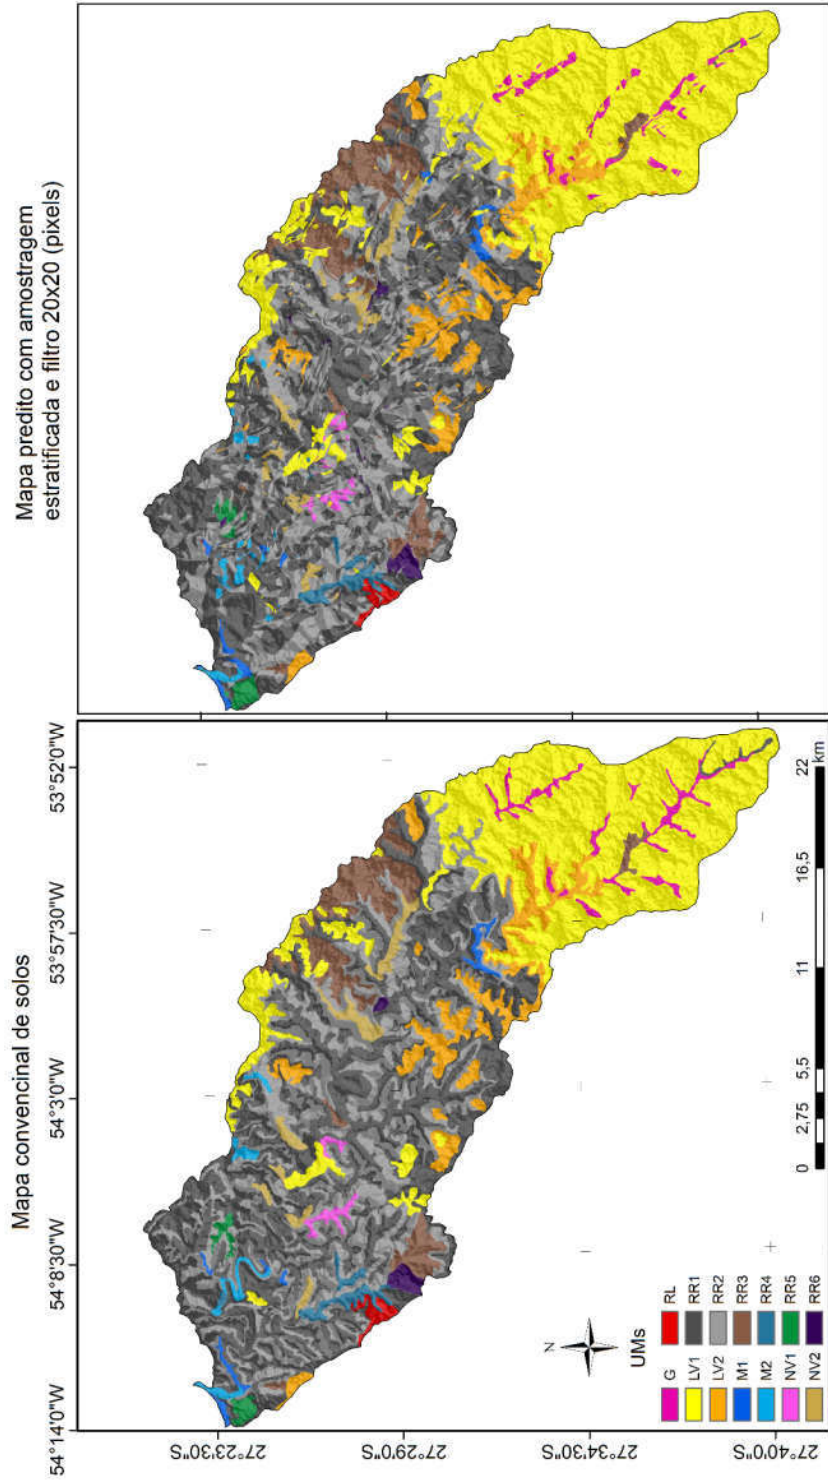 Mapa convencinal de solos
54°14'0"W
54°8'30"W
54°3'0"W
53°57'30"W
53°52'0"W
27°23'30"S
27°29'0"S
27°34'30"S
27°40'0"S
N
UMs
G
RL
LV1
RR1
LV2
RR2
M1
RR3
M2
RR4
NV1
RR5
NV2
RR6
0 2,75 5,5 11 16,5 22
km
Mapa predito com amostragem
estratificada e filtro 20x20 (pixels)